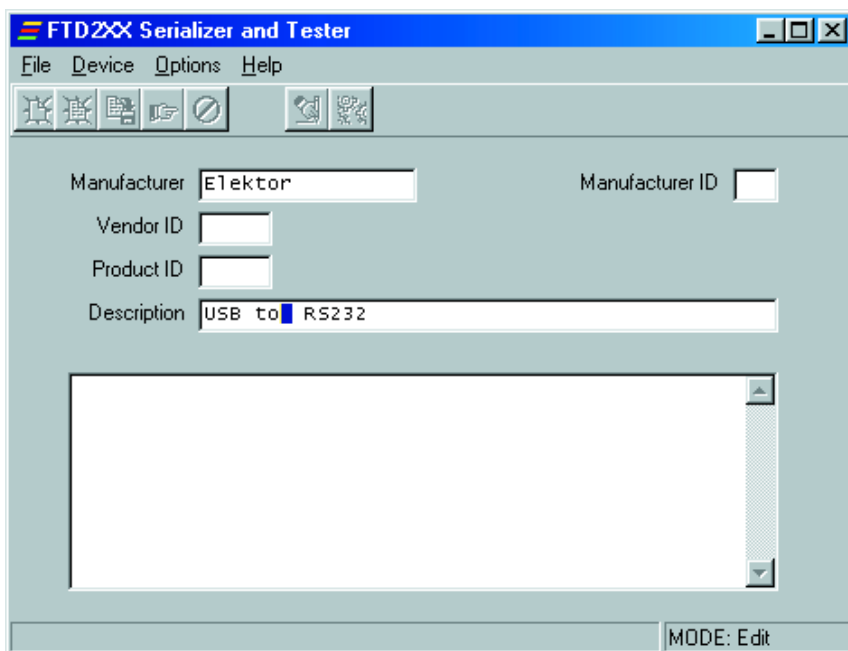 FTD2XX Serializer and Tester
File Device Options Help
Manufacturer Elektor Manufacturer ID
Vendor ID
Product ID
Description USB to RS232
MODE: Edit